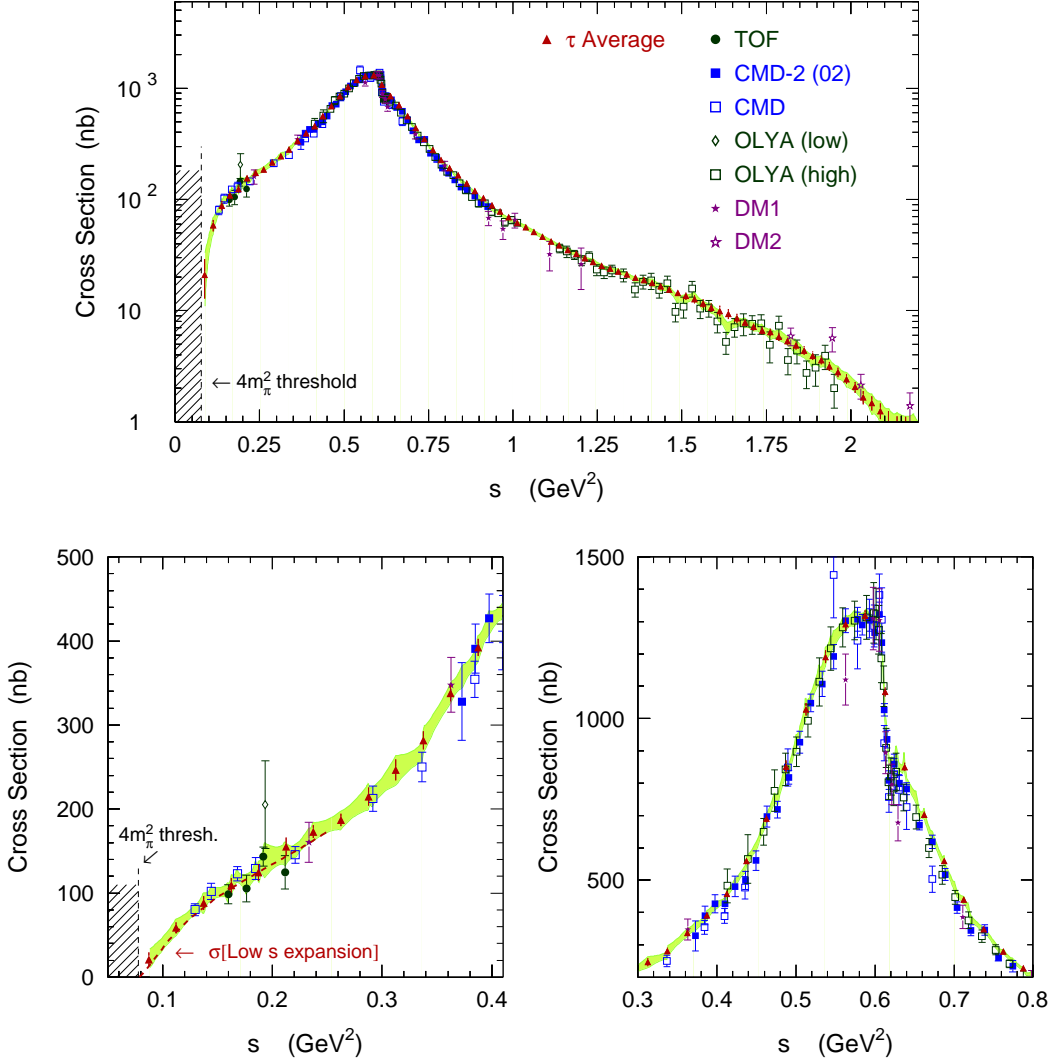 τ Average
TOF
CMD-2 (02)
CMD
OLYA (low)
OLYA (high)
DM1
DM2
Cross Section (nb)
10³
10²
10
1
← 4m²π threshold
0 0.25 0.5 0.75 1 1.25 1.5 1.75 2
s (GeV²)
Cross Section (nb)
500
400
300
200
100
0
4m²π thresh.
← σ[Low s expansion]
0.1 0.2 0.3 0.4
s (GeV²)
Cross Section (nb)
1500
1000
500
0.3 0.4 0.5 0.6 0.7 0.8
s (GeV²)